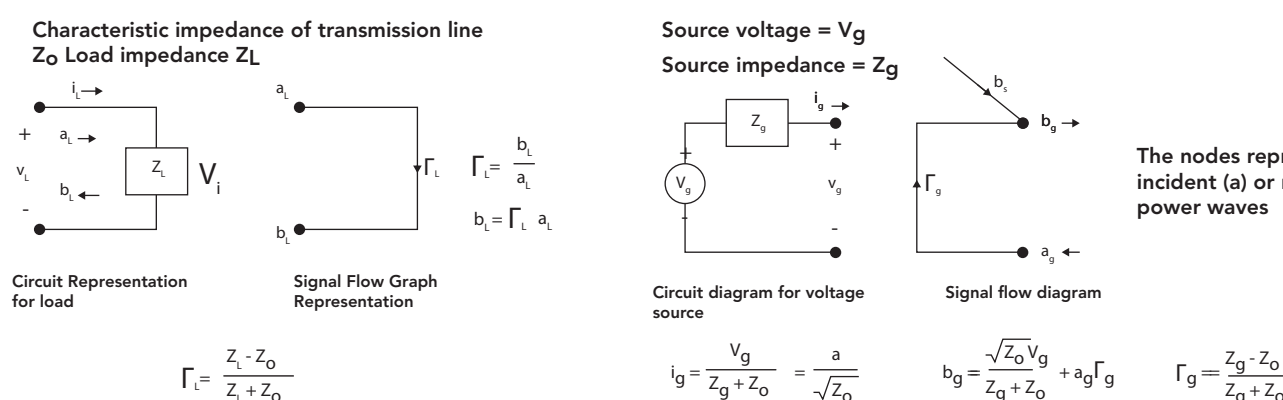 Characteristic impedance of transmission line
Zo Load impedance ZL
iL
+
aL
vL
bL
-
ZL
Vi
aL
ΓL
bL
ΓL = bL / aL
bL = ΓL aL
Circuit Representation
for load
Signal Flow Graph
Representation
ΓL = ZL - Zo / ZL + Zo
Source voltage = Vg
Source impedance = Zg
ig
Zg
+
Vg
-
+
vg
-
bs
bg
Γg
ag
The nodes
incident (a) or
power waves
Circuit diagram for voltage
source
Signal flow diagram
ig = Vg / Zg + Zo = a / √Zo
bg = √Zo Vg / Zg + Zo + agΓg
Γg = Zg - Zo / Zg + Zo